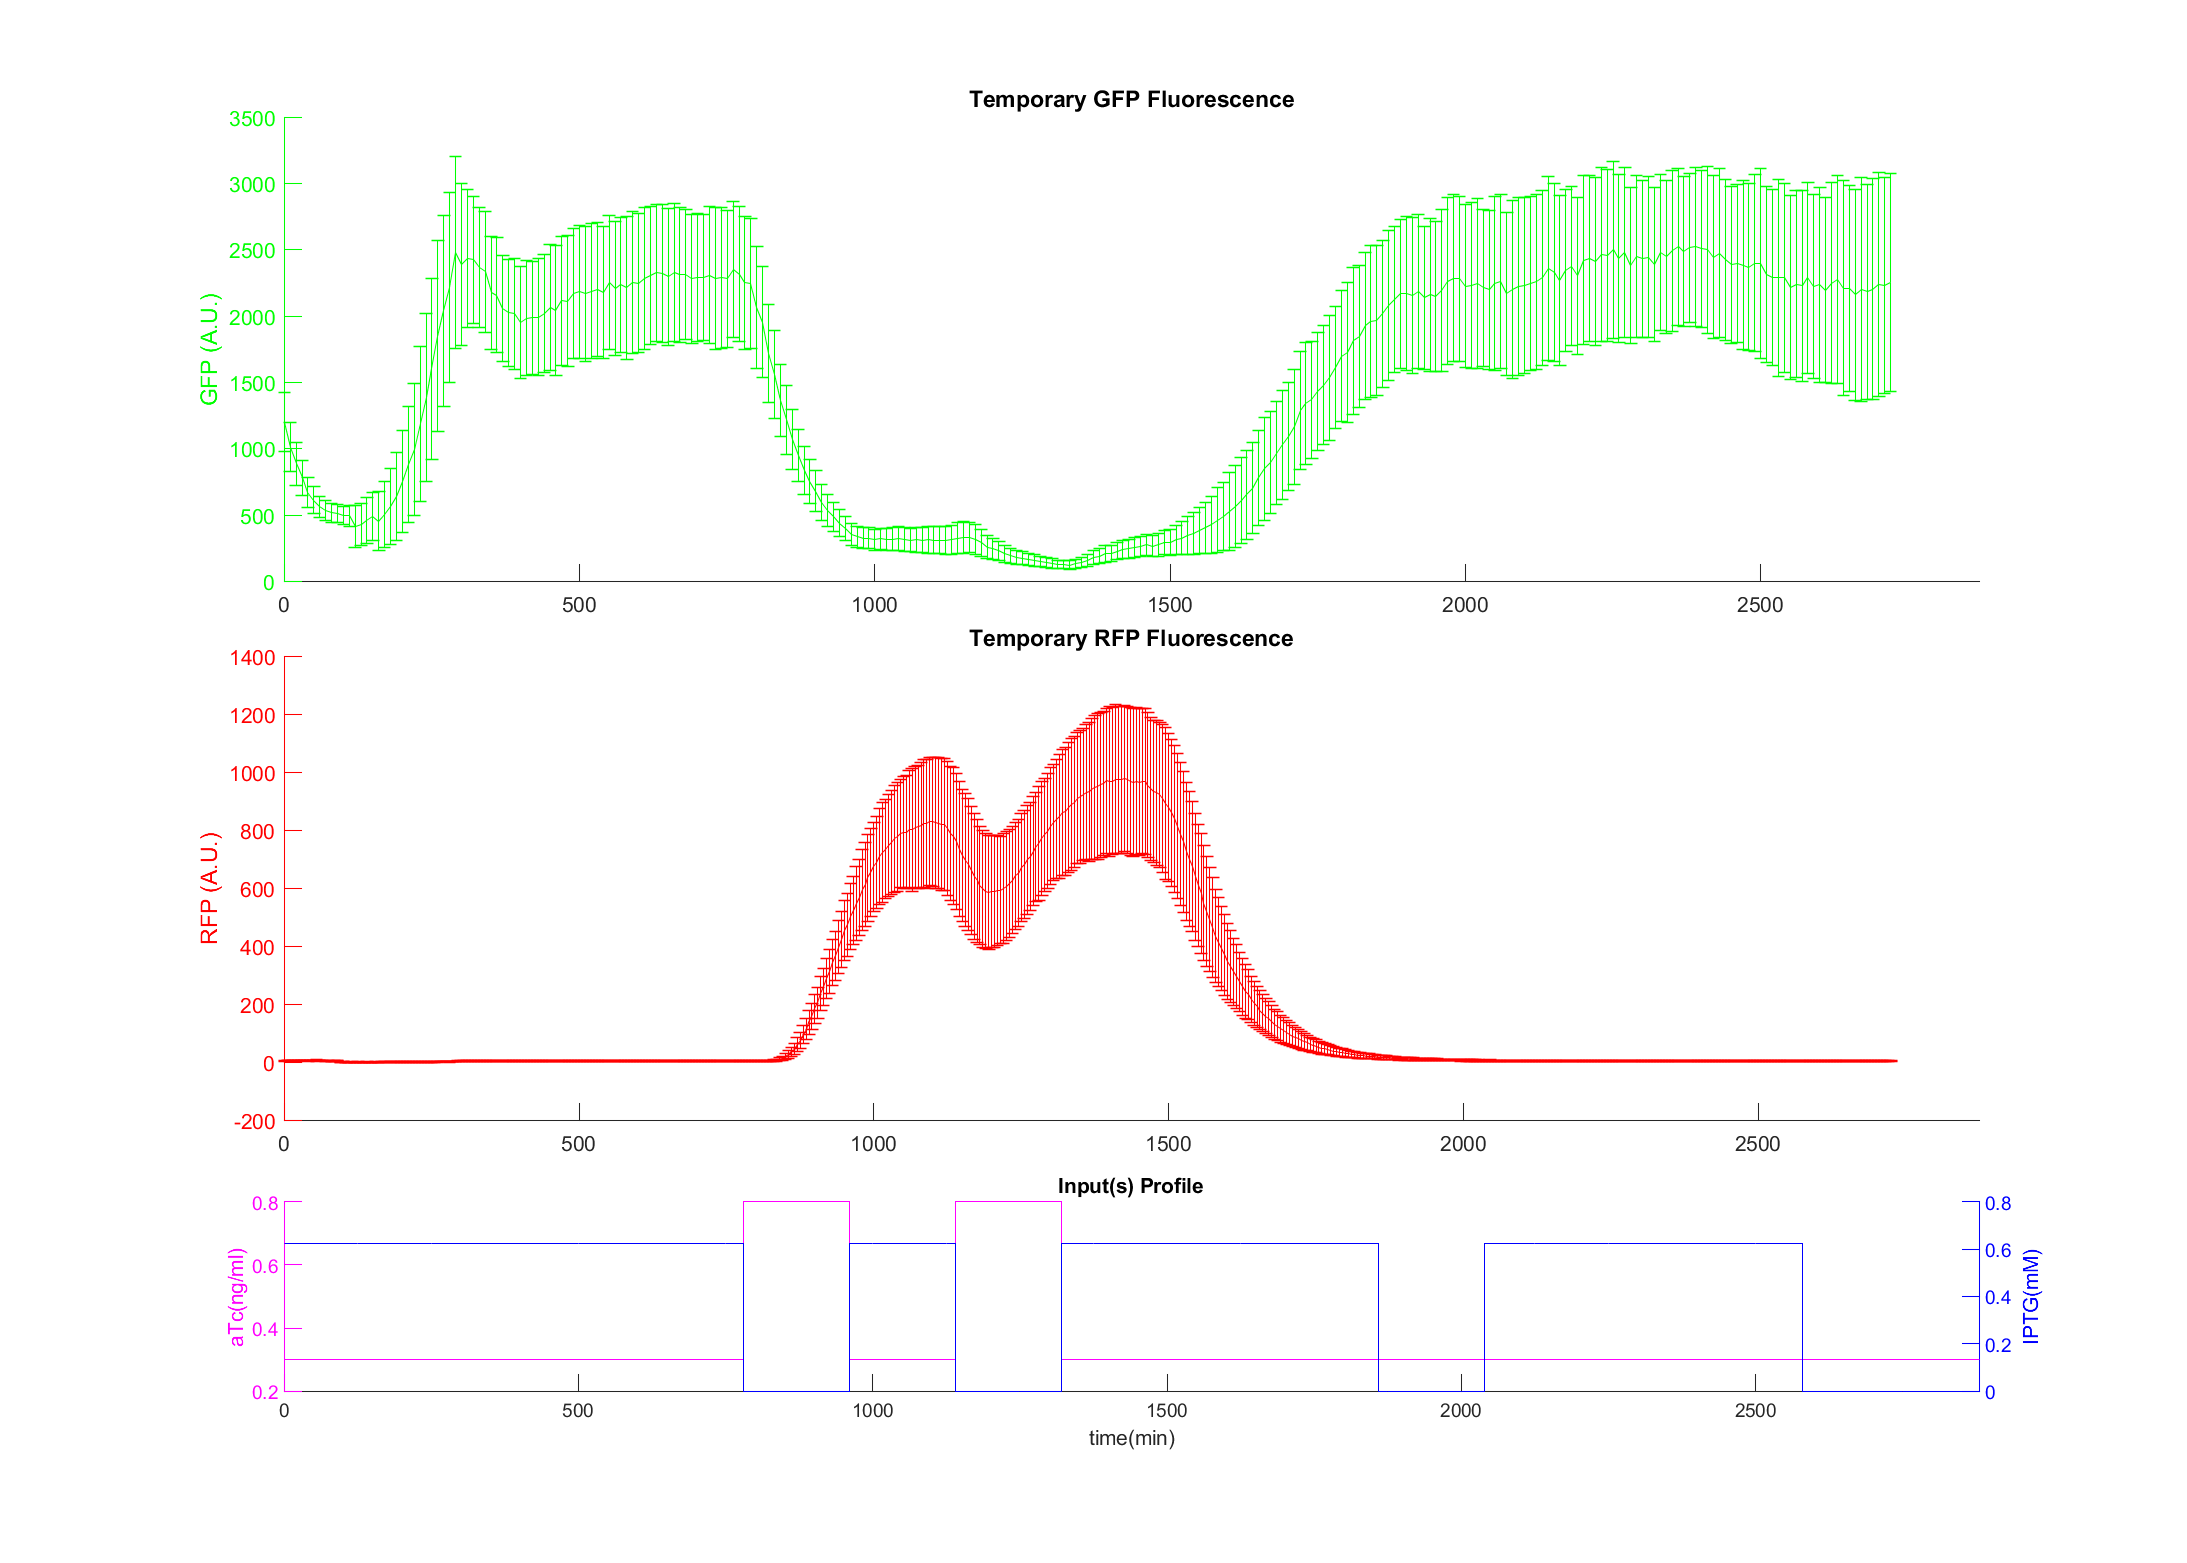 Temporary GFP Fluorescence
3500
3000
2500
2000
1500
1000
500
0
GFP (A.U.)
0 500 1000 1500 2000 2500
Temporary RFP Fluorescence
1400
1200
1000
800
600
400
200
0
-200
RFP (A.U.)
0 500 1000 1500 2000 2500
Input(s) Profile
0.8
0.6
0.4
0.2
aTc(ng/ml)
0.8
0.6
0.4
0.2
0
IPTG(mM)
0 500 1000 1500 2000 2500
time(min)